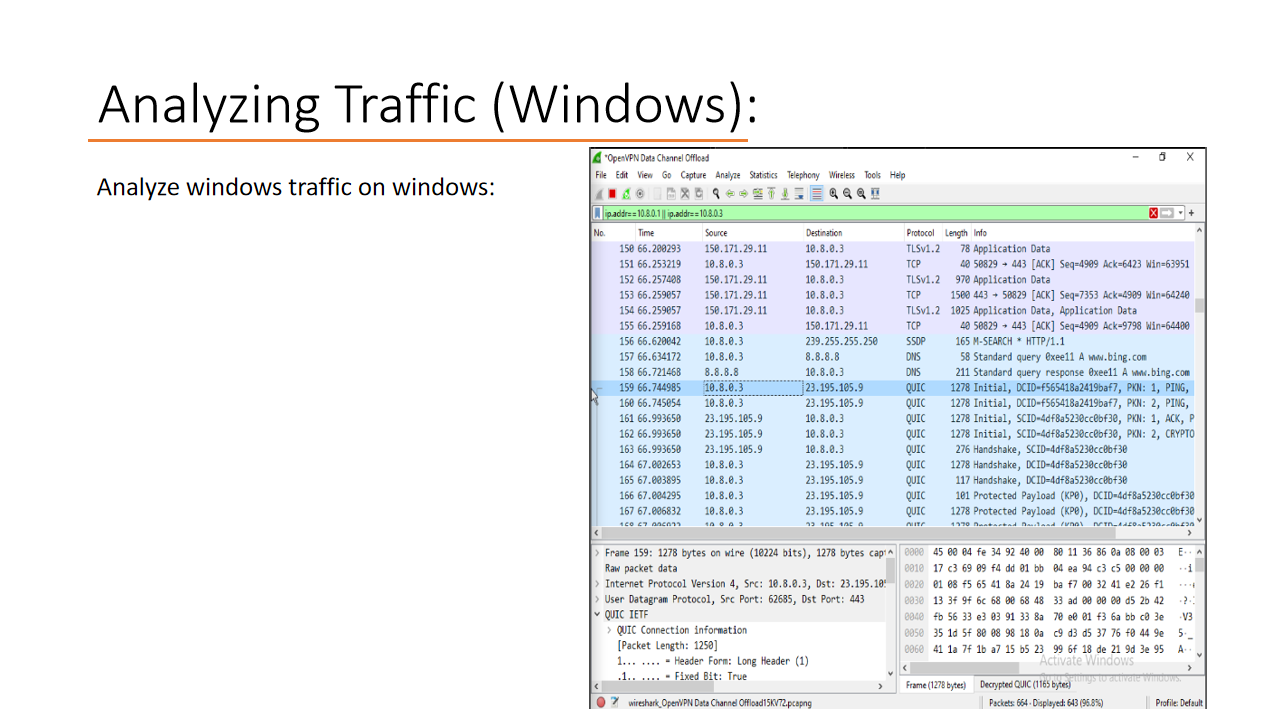 Analyzing Traffic (Windows):
Analyze windows traffic on windows:
*OpenVPN Data Channel Offload
File Edit View Go Capture Analyze Statistics Telephony Wireless Tools Help
ip.addr==10.8.0.1 || ip.addr==10.8.0.3
No. Time Source Destination Protocol Length Info
150 66.200293 150.171.29.11 10.8.0.3 TLSv1.2 78 Application Data
151 66.253219 10.8.0.3 150.171.29.11 TCP 40 50829 → 443 [ACK] Seq=4909 Ack=6423 Win=63951
152 66.257408 150.171.29.11 10.8.0.3 TLSv1.2 970 Application Data
153 66.259057 150.171.29.11 10.8.0.3 TCP 1500 443 → 50829 [ACK] Seq=7353 Ack=4909 Win=64240
154 66.259057 150.171.29.11 10.8.0.3 TLSv1.2 1025 Application Data, Application Data
155 66.259168 10.8.0.3 150.171.29.11 TCP 40 50829 → 443 [ACK] Seq=4909 Ack=9798 Win=64400
156 66.620042 10.8.0.3 239.255.255.250 SSDP 165 M-SEARCH * HTTP/1.1
157 66.634172 10.8.0.3 8.8.8.8 DNS 58 Standard query 0xee11 A www.bing.com
158 66.721468 8.8.8.8 10.8.0.3 DNS 211 Standard query response 0xee11 A www.bing.com
159 66.744985 10.8.0.3 23.195.105.9 QUIC 1278 Initial, DCID=f565418a2419baf7, PKN: 1, PING,
160 66.745054 10.8.0.3 23.195.105.9 QUIC 1278 Initial, DCID=f565418a2419baf7, PKN: 2, PING,
161 66.993650 23.195.105.9 10.8.0.3 QUIC 1278 Initial, SCID=4df8a5230cc0bf30, PKN: 1, ACK, P
162 66.993650 23.195.105.9 10.8.0.3 QUIC 1278 Initial, SCID=4df8a5230cc0bf30, PKN: 2, CRYPTO
163 66.993650 23.195.105.9 10.8.0.3 QUIC 276 Handshake, SCID=4df8a5230cc0bf30
164 67.002653 10.8.0.3 23.195.105.9 QUIC 1278 Handshake, DCID=4df8a5230cc0bf30
165 67.003895 10.8.0.3 23.195.105.9 QUIC 117 Handshake, DCID=4df8a5230cc0bf30
166 67.004295 10.8.0.3 23.195.105.9 QUIC 101 Protected Payload (KP0), DCID=4df8a5230cc0bf30
167 67.006832 10.8.0.3 23.195.105.9 QUIC 1278 Protected Payload (KP0), DCID=4df8a5230cc0bf30
Frame 159: 1278 bytes on wire (10224 bits), 1278 bytes capt
Raw packet data
Internet Protocol Version 4, Src: 10.8.0.3, Dst: 23.195.105
User Datagram Protocol, Src Port: 62685, Dst Port: 443
QUIC IETF
QUIC Connection information
[Packet Length: 1250]
1... .... = Header Form: Long Header (1)
.1.. .... = Fixed Bit: True
0000 45 00 04 fe 34 92 40 00 80 11 36 86 0a 08 00 03 E··
0010 17 c3 69 09 f4 dd 01 bb 04 ea 94 c3 c5 00 00 00 ··i
0020 01 08 f5 65 41 8a 24 19 ba f7 00 32 41 e2 26 f1 ···e
0030 13 3f 9f 6c 68 00 68 48 33 ad 00 00 00 d5 2b 42 ·?·
0040 fb 56 33 e3 03 91 33 8a 70 e0 01 f3 6a bb c0 3e ·V3
0050 35 1d 5f 80 08 98 18 0a c9 d3 d5 37 76 f0 44 9e 5·_
0060 41 1a 7f 1b a7 15 b5 23 99 6f 18 de 21 9d 3e 95 A··
Activate Windows
Go to Settings to activate Windows.
Frame (1278 bytes) Decrypted QUIC (1165 bytes)
wireshark_OpenVPN Data Channel Offload15KV72.pcapng Packets: 664 · Displayed: 643 (96.8%) Profile: Default